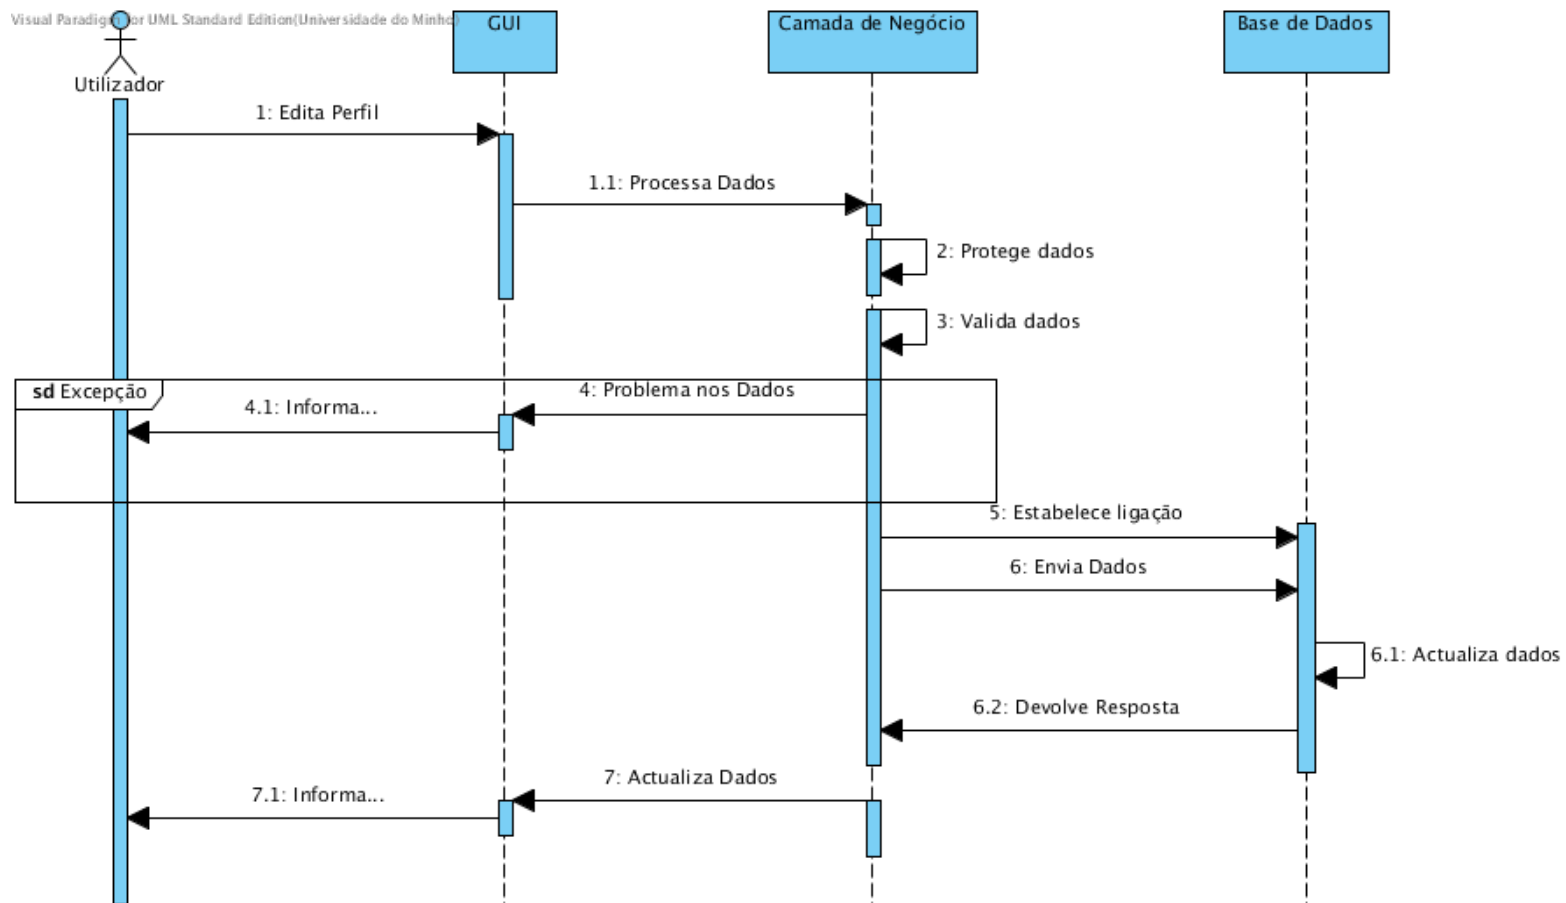 Visual Paradigm for UML Standard Edition(Universidade do Minho)
GUI
Camada de Negócio
Base de Dados
Utilizador
1: Edita Perfil
1.1: Processa Dados
2: Protege dados
3: Valida dados
sd Excepção
4: Problema nos Dados
4.1: Informa...
5: Estabelece ligação
6: Envia Dados
6.1: Actualiza dados
6.2: Devolve Resposta
7: Actualiza Dados
7.1: Informa...